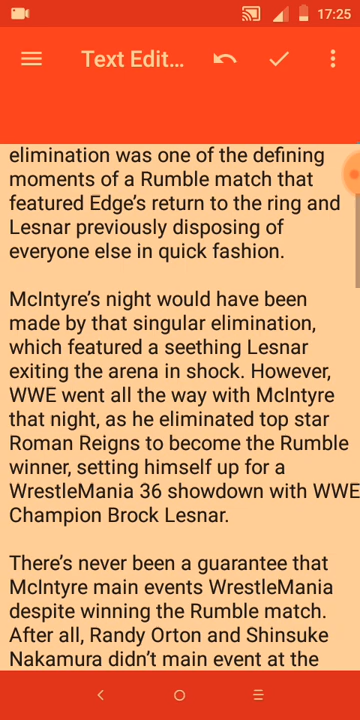 17:25
Text Edit...
elimination was one of the defining
moments of a Rumble match that
featured Edge's return to the ring and
Lesnar previously disposing of
everyone else in quick fashion.
McIntyre's night would have been
made by that singular elimination,
which featured a seething Lesnar
exiting the arena in shock. However,
WWE went all the way with McIntyre
that night, as he eliminated top star
Roman Reigns to become the Rumble
winner, setting himself up for a
WrestleMania 36 showdown with WWE
Champion Brock Lesnar.
There's never been a guarantee that
McIntyre main events WrestleMania
despite winning the Rumble match.
After all, Randy Orton and Shinsuke
Nakamura didn't main event at the